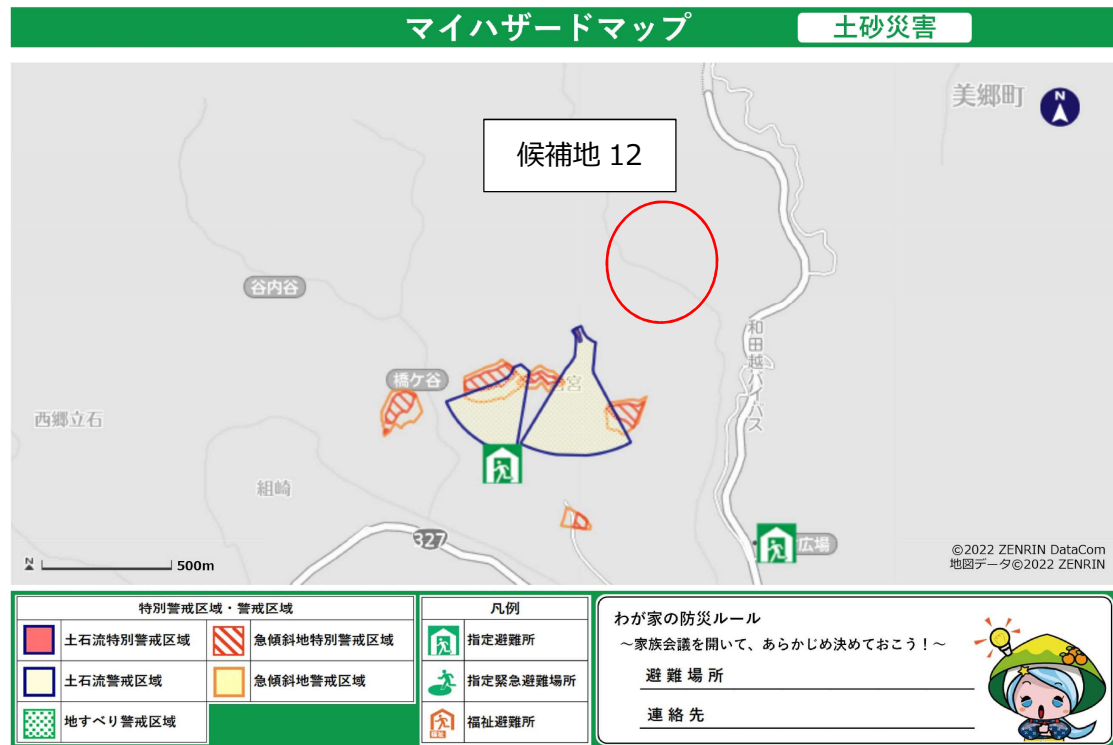 マイハザードマップ
土砂災害
美郷町
N
候補地 12
谷内谷
和田越バイパス
橋ケ谷
西郷立石
組崎
327
広場
N
500m
©2022 ZENRIN DataCom
地図データ©2022 ZENRIN
特別警戒区域・警戒区域
土石流特別警戒区域
急傾斜地特別警戒区域
土石流警戒区域
急傾斜地警戒区域
地すべり警戒区域
凡例
指定避難所
指定緊急避難場所
福祉避難所
わが家の防災ルール
～家族会議を開いて、あらかじめ決めておこう！～
避難場所
連絡先